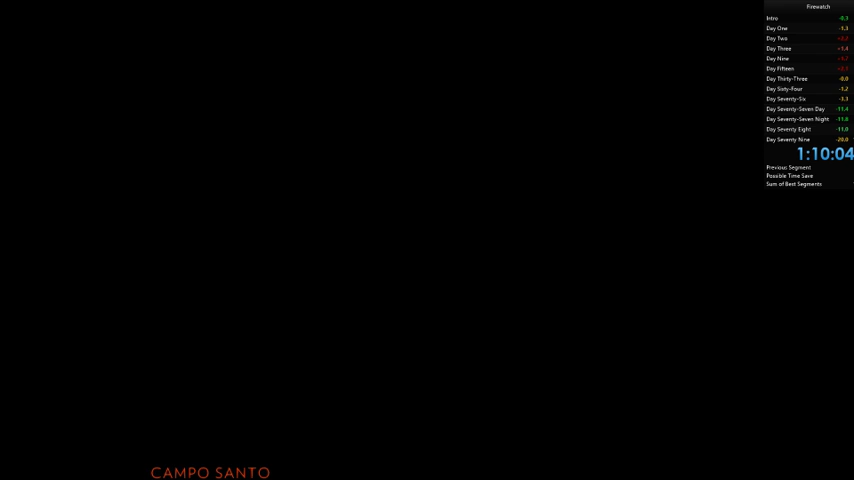 Firewatch
Intro -0.3
Day One -1.3
Day Two
Day Three +1.4
Day Nine
Day Fifteen
Day Thirty-Three -0.0
Day Sixty-Four -1.2
Day Seventy-Six -3.3
Day Seventy-Seven Day -11.4
Day Seventy-Seven Night -11.8
Day Seventy Eight -11.0
Day Seventy Nine -20.0
1:10:04
Previous Segment
Possible Time Save
Sum of Best Segments
CAMPO SANTO